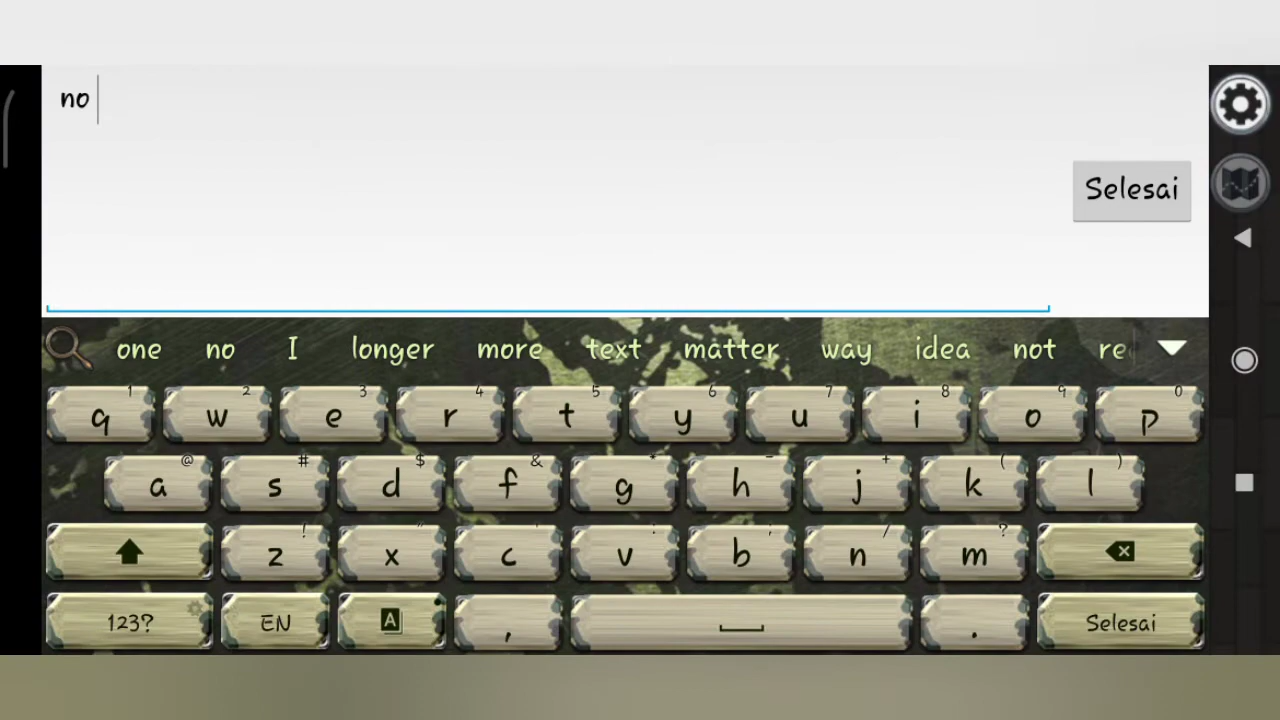 no
Selesai
one no I longer more text matter way idea not re
1 2 3 4 5 6 7 8 9 0
q w e r t y u i o p
@ # $ & * - + ( )
a s d f g h j k l
! " ' : ; / ?
z x c v b n m
123? EN A , . Selesai